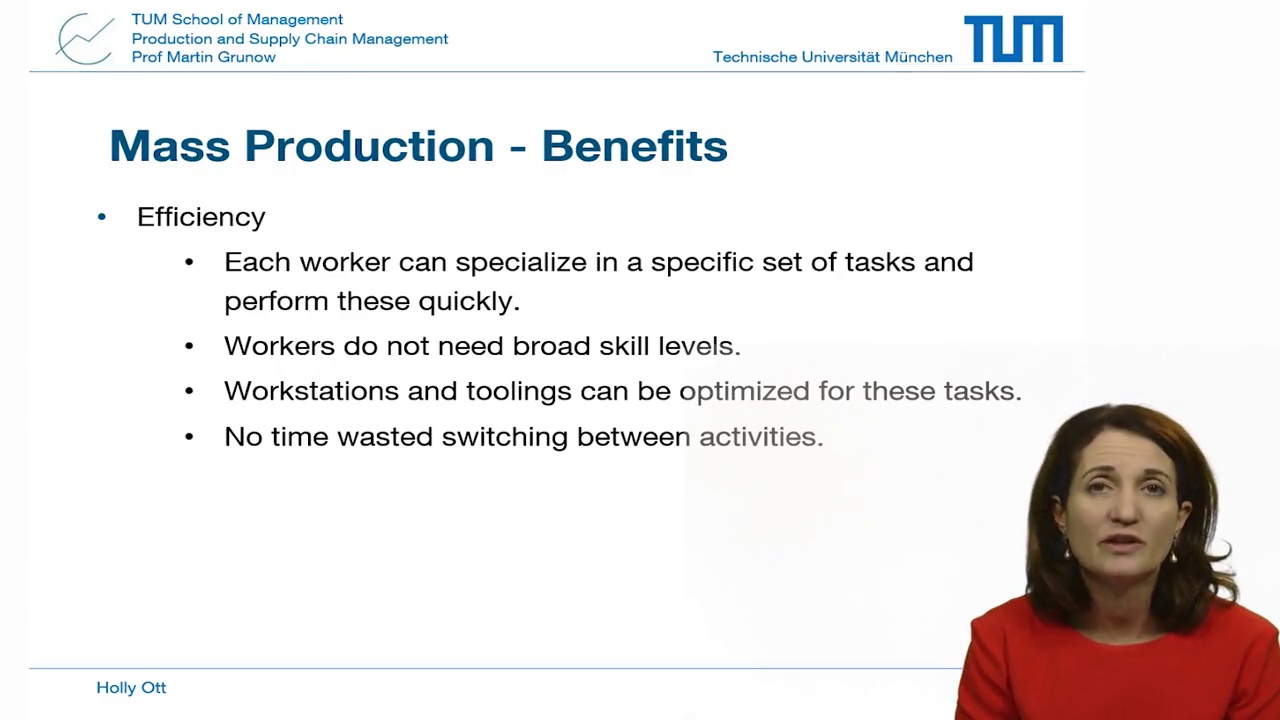 TUM School of Management
Production and Supply Chain Management
Prof Martin Grunow
Technische Universität München
TUM
Mass Production - Benefits
• Efficiency
• Each worker can specialize in a specific set of tasks and
perform these quickly.
• Workers do not need broad skill levels.
• Workstations and toolings can be optimized for these tasks.
• No time wasted switching between activities.
Holly Ott